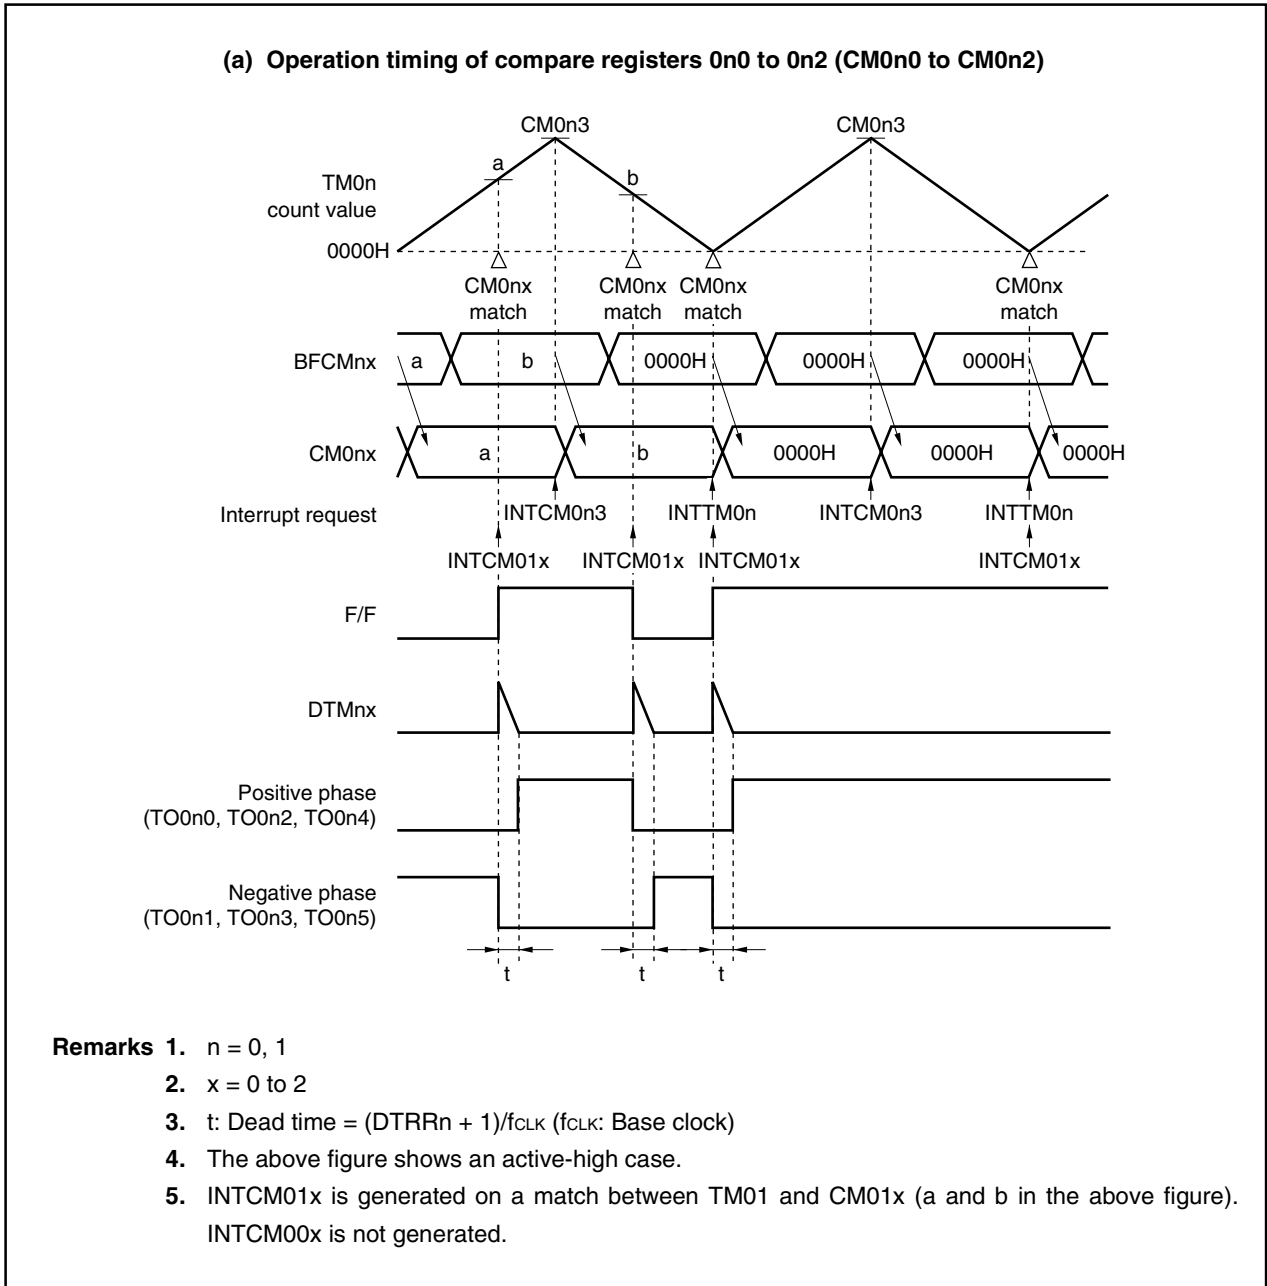 (a) Operation timing of compare registers 0n0 to 0n2 (CM0n0 to CM0n2)
CM0n3 CM0n3
a
b
TM0n
count value
0000H
CM0nx CM0nx CM0nx CM0nx
match match match match
BFCMnx a b 0000H 0000H 0000H
CM0nx a b 0000H 0000H 0000H
Interrupt request INTCM0n3 INTTM0n INTCM0n3 INTTM0n
INTCM01x INTCM01x INTCM01x INTCM01x
F/F
DTMnx
Positive phase
(TO0n0, TO0n2, TO0n4)
Negative phase
(TO0n1, TO0n3, TO0n5)
t t t
Remarks 1. n = 0, 1
2. x = 0 to 2
3. t: Dead time = (DTRRn + 1)/fCLK (fCLK: Base clock)
4. The above figure shows an active-high case.
5. INTCM01x is generated on a match between TM01 and CM01x (a and b in the above figure).
INTCM00x is not generated.